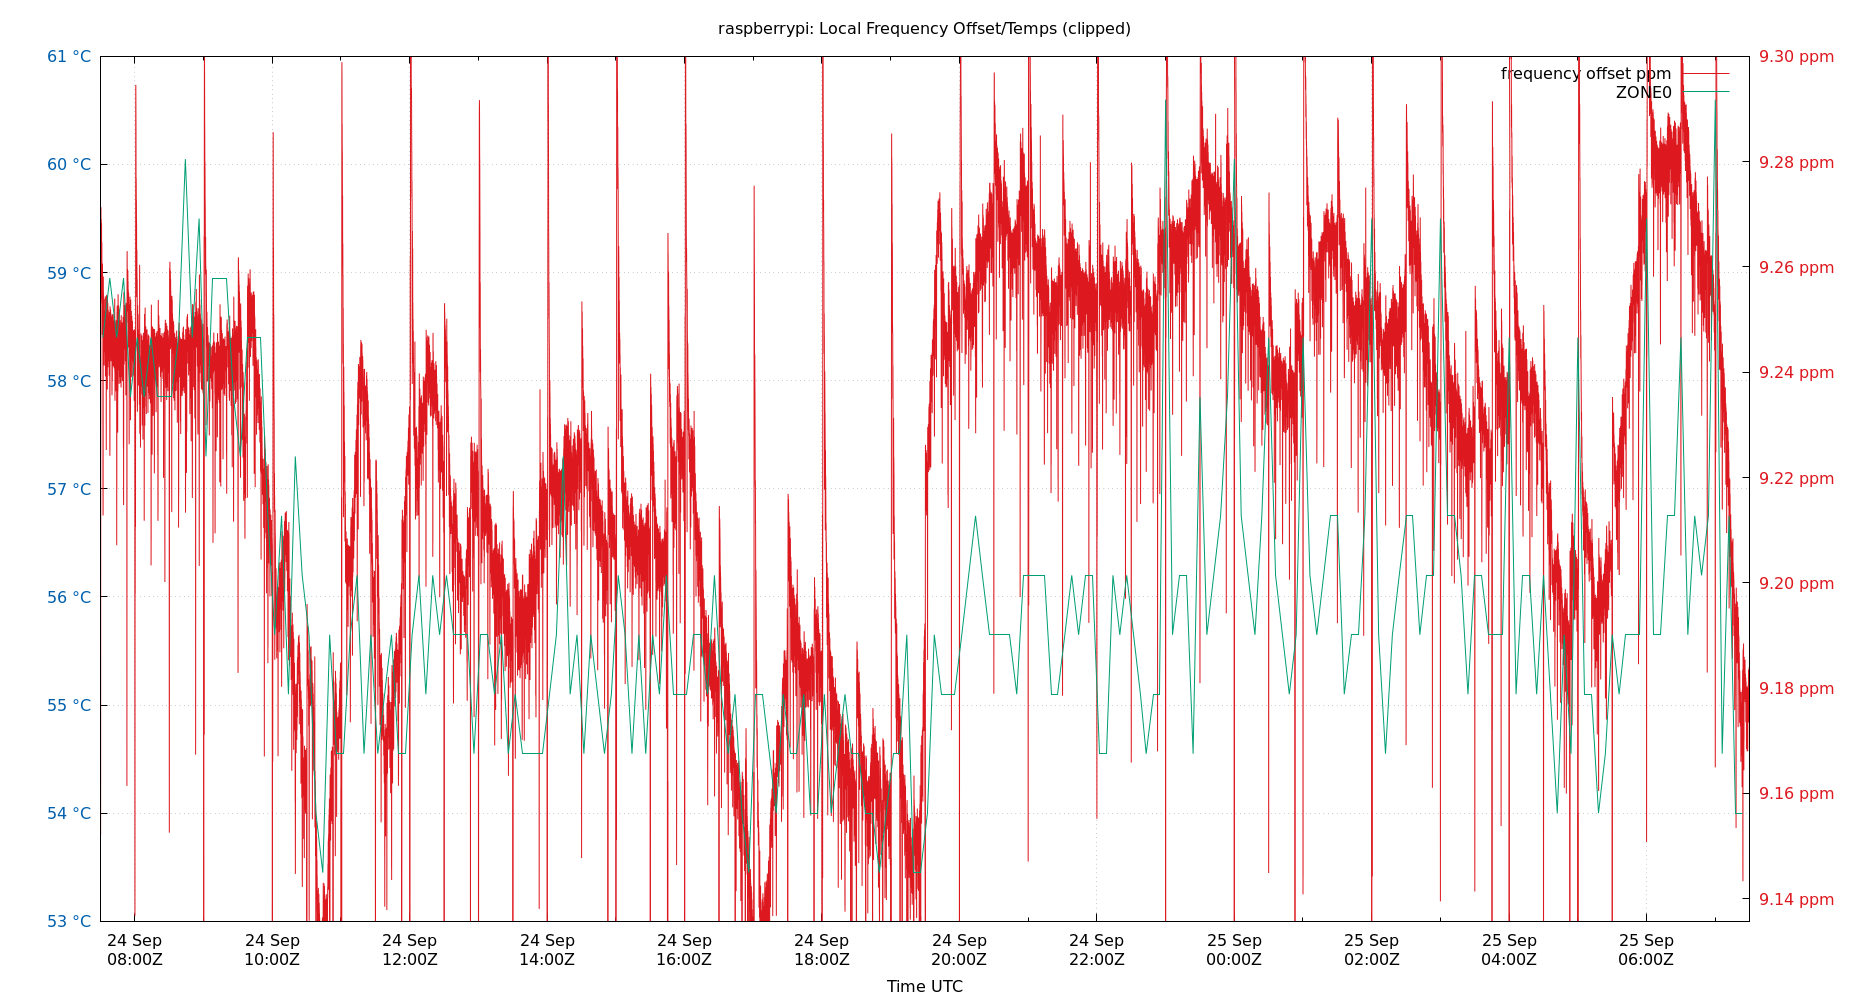 raspberrypi: Local Frequency Offset/Temps (clipped)
61 °C
60 °C
59 °C
58 °C
57 °C
56 °C
55 °C
54 °C
53 °C
9.30 ppm
9.28 ppm
9.26 ppm
9.24 ppm
9.22 ppm
9.20 ppm
9.18 ppm
9.16 ppm
9.14 ppm
frequency offset ppm
ZONE0
24 Sep 24 Sep 24 Sep 24 Sep 24 Sep 24 Sep 24 Sep 24 Sep 25 Sep 25 Sep 25 Sep 25 Sep
08:00Z 10:00Z 12:00Z 14:00Z 16:00Z 18:00Z 20:00Z 22:00Z 00:00Z 02:00Z 04:00Z 06:00Z
Time UTC